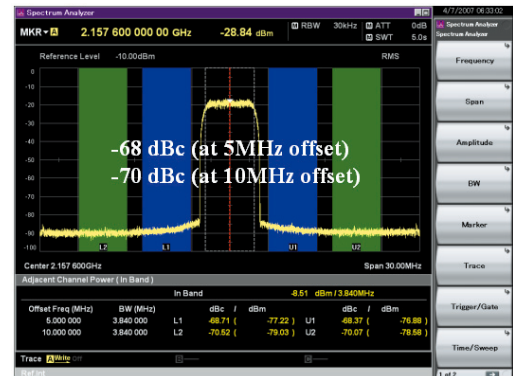 Spectrum Analyzer
4/7/2007 06:33:02
MKR▼A 2.157 600 000 00 GHz -28.84 dBm
M RBW 30kHz M ATT 0dB
M SWT 5.0s
Spectrum Analyzer
Spectrum Analyzer
Reference Level -10.00dBm RMS
0
-10
-20
-30
-40
-50
-60
-70
-80
-90
-100
-68 dBc (at 5MHz offset)
-70 dBc (at 10MHz offset)
L2 L1 U1 U2
Center 2.157 600GHz Span 30.00MHz
Adjacent Channel Power ( In Band )
In Band -8.51 dBm / 3.840MHz
Offset Freq (MHz) BW (MHz) dBc / dBm dBc / dBm
5.000 000 3.840 000 L1 -68.71 ( -77.22 ) U1 -68.37 ( -76.88 )
10.000 000 3.840 000 L2 -70.52 ( -79.03 ) U2 -70.07 ( -78.58 )
Trace A Write Off
Ref.Int
Frequency
Span
Amplitude
BW
Marker
Trace
Trigger/Gate
Time/Sweep
1 of 2